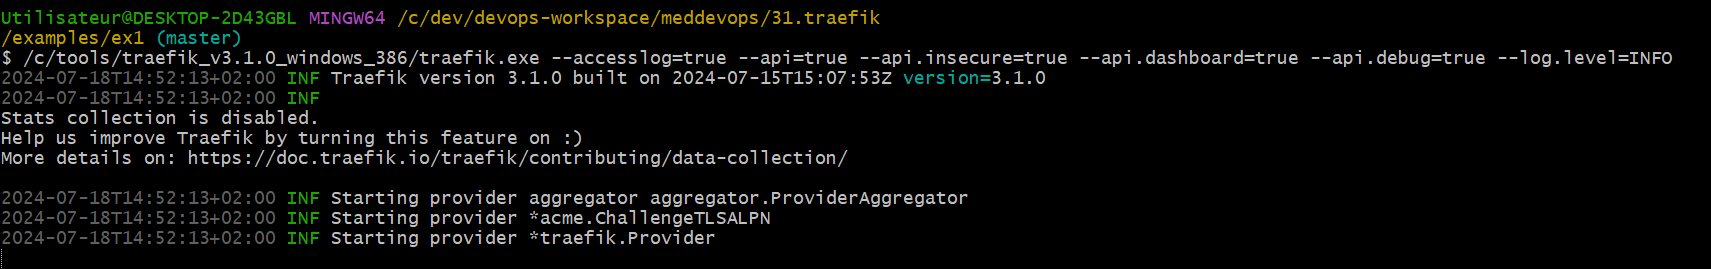 Utilisateur@DESKTOP-2D43GBL MINGW64 /c/dev/devops-workspace/meddevops/31.traefik
/examples/ex1 (master)
$ /c/tools/traefik_v3.1.0_windows_386/traefik.exe --accesslog=true --api=true --api.insecure=true --api.dashboard=true --api.debug=true --log.level=INFO
2024-07-18T14:52:13+02:00 INF Traefik version 3.1.0 built on 2024-07-15T15:07:53Z version=3.1.0
2024-07-18T14:52:13+02:00 INF
Stats collection is disabled.
Help us improve Traefik by turning this feature on :)
More details on: https://doc.traefik.io/traefik/contributing/data-collection/
2024-07-18T14:52:13+02:00 INF Starting provider aggregator aggregator.ProviderAggregator
2024-07-18T14:52:13+02:00 INF Starting provider *acme.ChallengeTLSALPN
2024-07-18T14:52:13+02:00 INF Starting provider *traefik.Provider